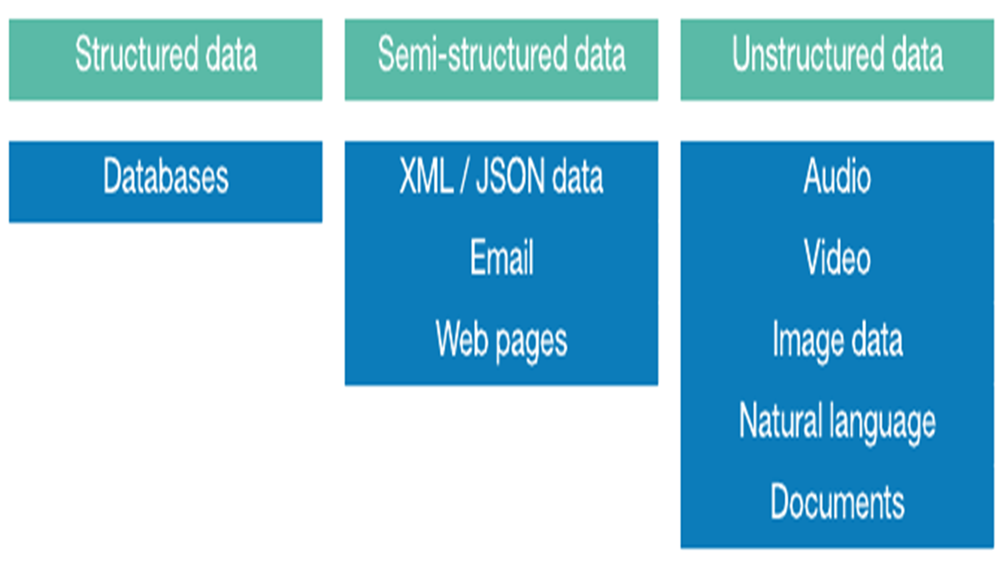 Structured data
Databases
Semi-structured data
XML / JSON data
Email
Web pages
Unstructured data
Audio
Video
Image data
Natural language
Documents